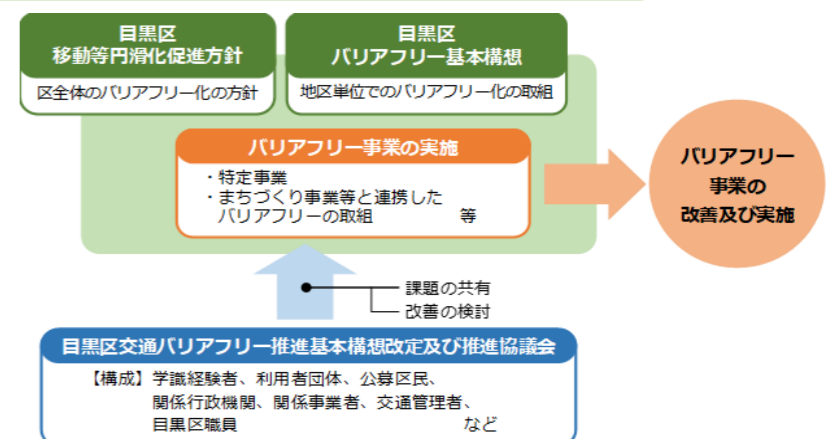 目黒区
移動等円滑化促進方針
区全体のバリアフリー化の方針
目黒区
バリアフリー基本構想
地区単位でのバリアフリー化の取組
バリアフリー事業の実施
・特定事業
・まちづくり事業等と連携した
バリアフリーの取組　　　　　等
バリアフリー
事業の
改善及び実施
課題の共有
改善の検討
目黒区交通バリアフリー推進基本構想改定及び推進協議会
【構成】学識経験者、利用者団体、公募区民、
関係行政機関、関係事業者、交通管理者、
目黒区職員　　　　　　　　　　　　など